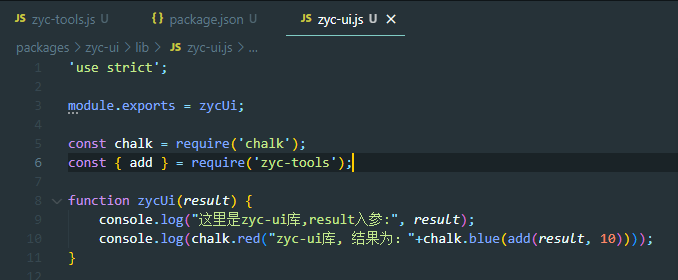 JS zyc-tools.js U {} package.json U JS zyc-ui.js U ×
packages > zyc-ui > lib > JS zyc-ui.js > ...
1 'use strict';
2
3 module.exports = zycUi;
4
5 const chalk = require('chalk');
6 const { add } = require('zyc-tools');
7
8 function zycUi(result) {
9 console.log("这里是zyc-ui库,result入参:", result);
10 console.log(chalk.red("zyc-ui库, 结果为："+chalk.blue(add(result, 10))));
11 }